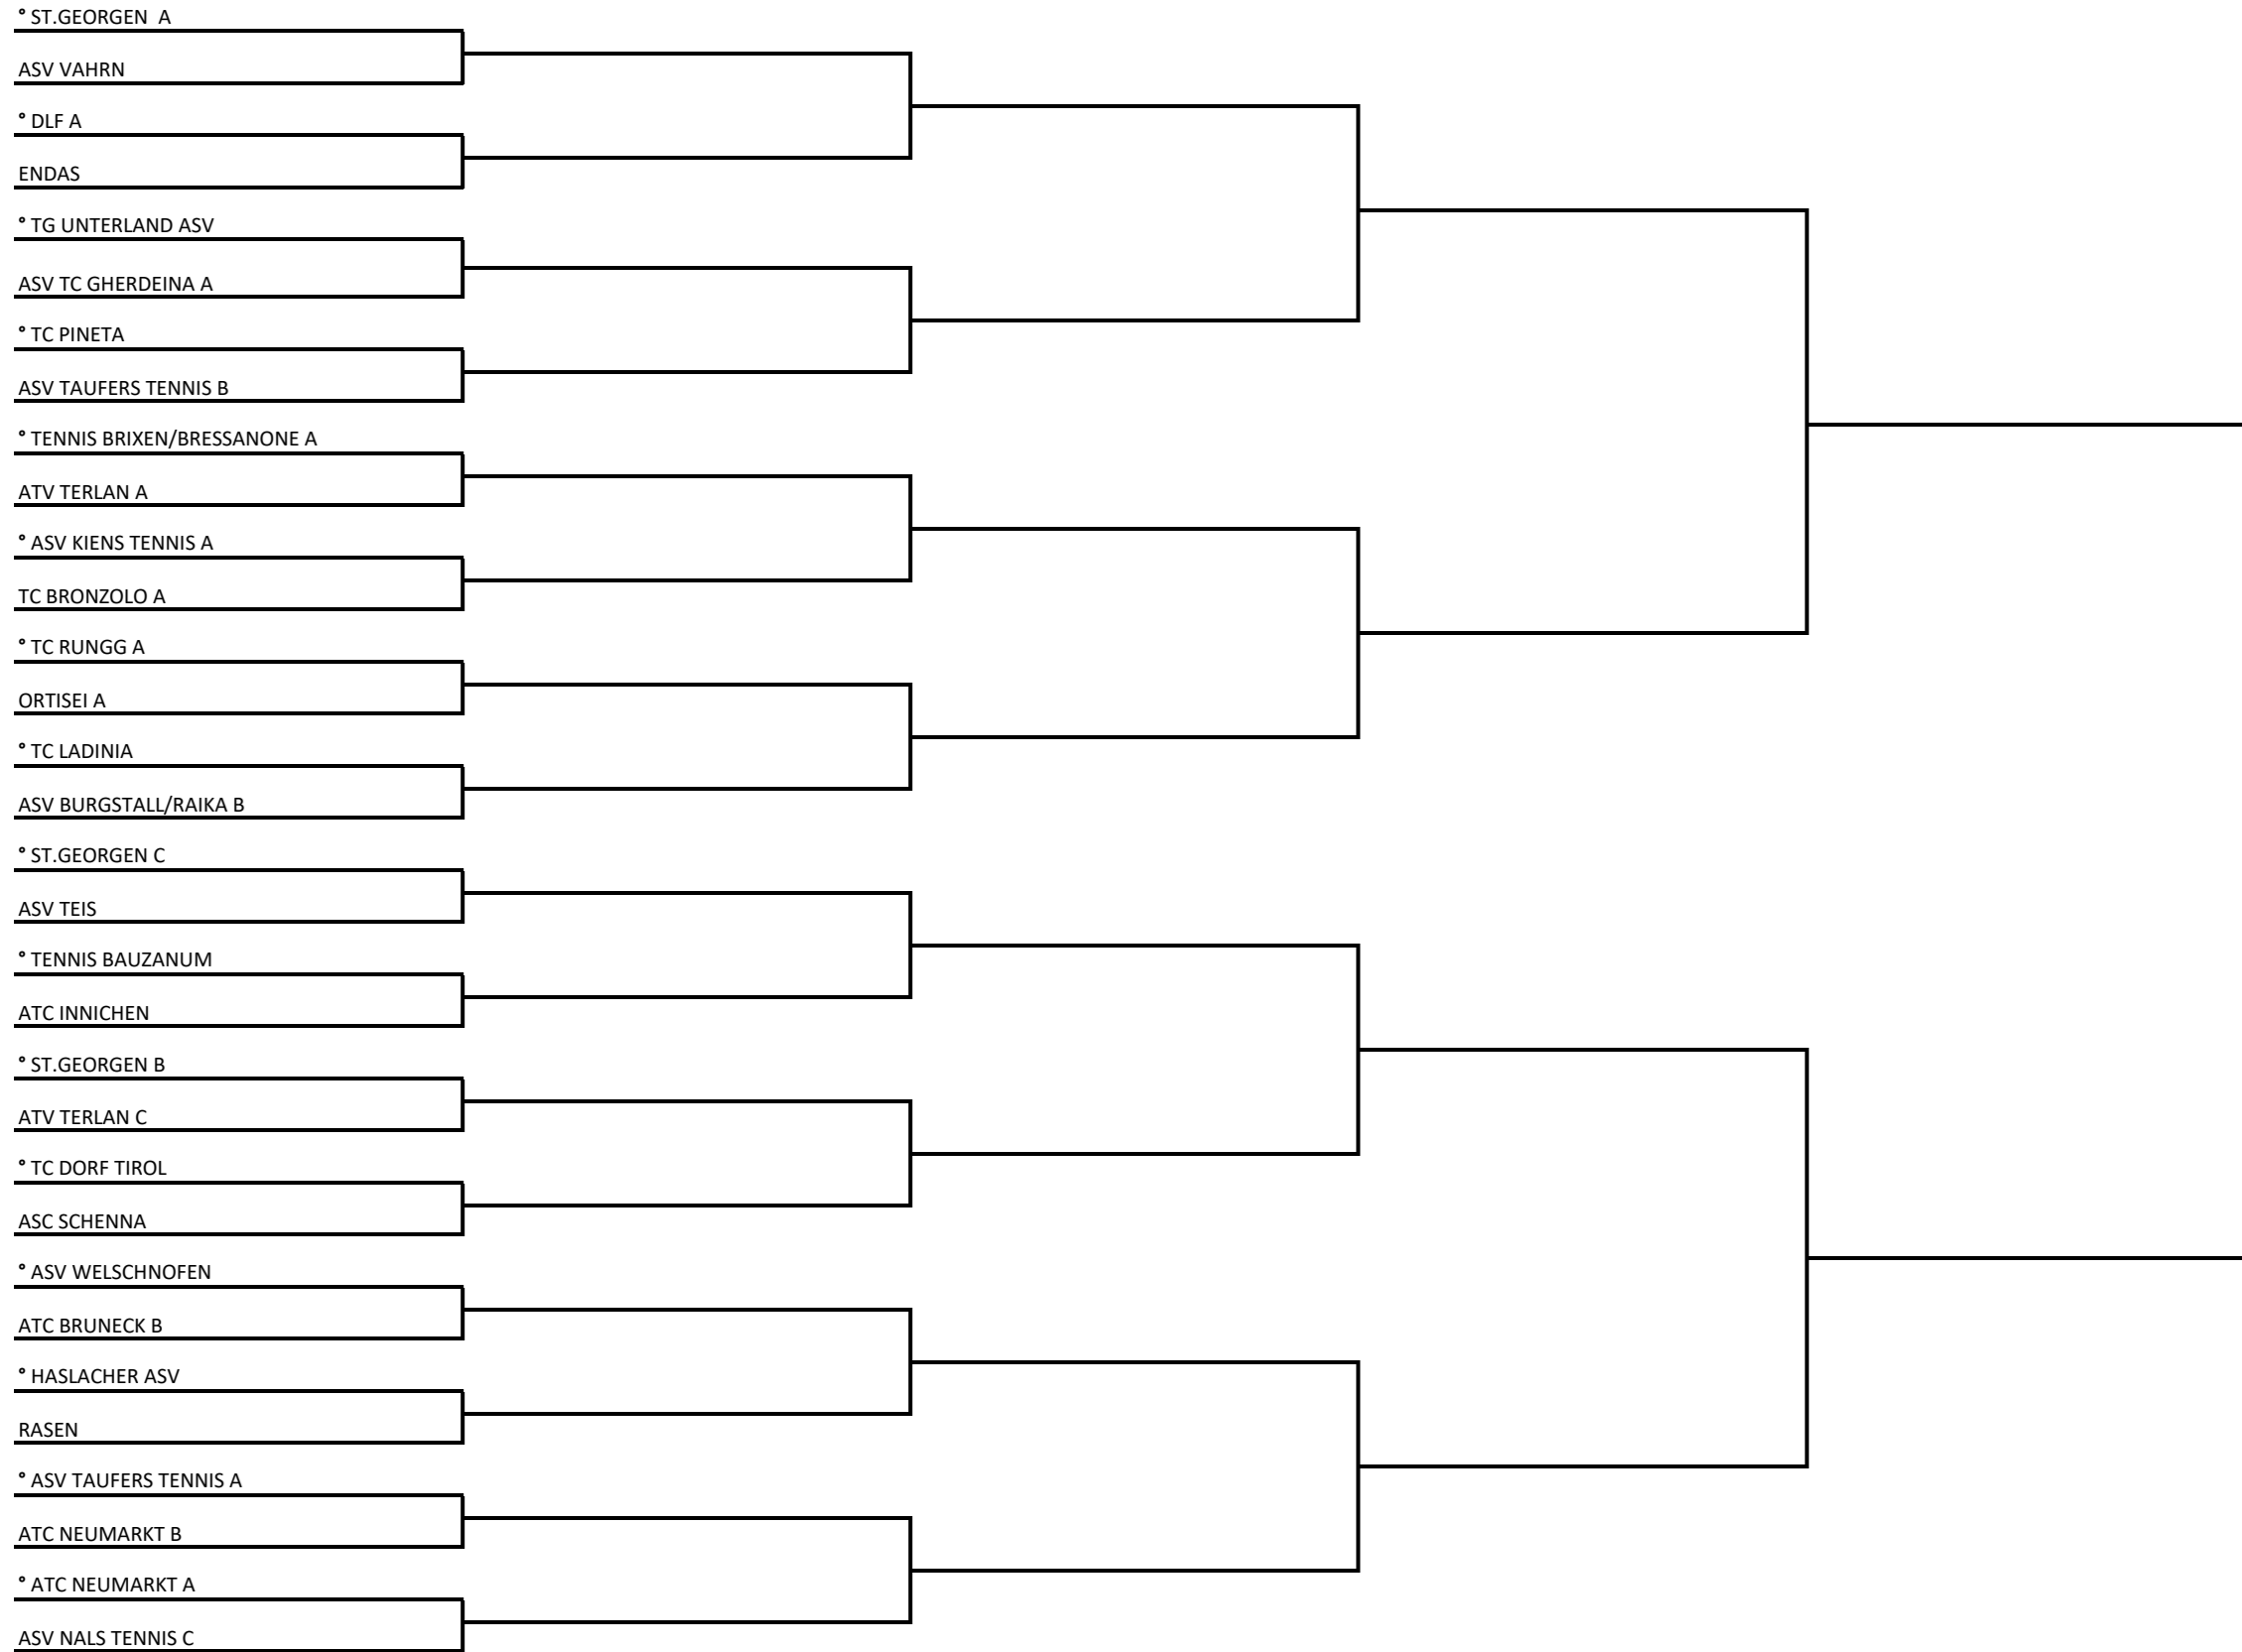 ° ST.GEORGEN  A
ASV VAHRN
° DLF A
ENDAS
° TG UNTERLAND ASV
ASV TC GHERDEINA A
° TC PINETA
ASV TAUFERS TENNIS B
° TENNIS BRIXEN/BRESSANONE A
ATV TERLAN A
° ASV KIENS TENNIS A
TC BRONZOLO A
° TC RUNGG A
ORTISEI A
° TC LADINIA
ASV BURGSTALL/RAIKA B
° ST.GEORGEN C
ASV TEIS
° TENNIS BAUZANUM
ATC INNICHEN
° ST.GEORGEN B
ATV TERLAN C
° TC DORF TIROL
ASC SCHENNA
° ASV WELSCHNOFEN
ATC BRUNECK B
° HASLACHER ASV
RASEN
° ASV TAUFERS TENNIS A
ATC NEUMARKT B
° ATC NEUMARKT A
ASV NALS TENNIS C